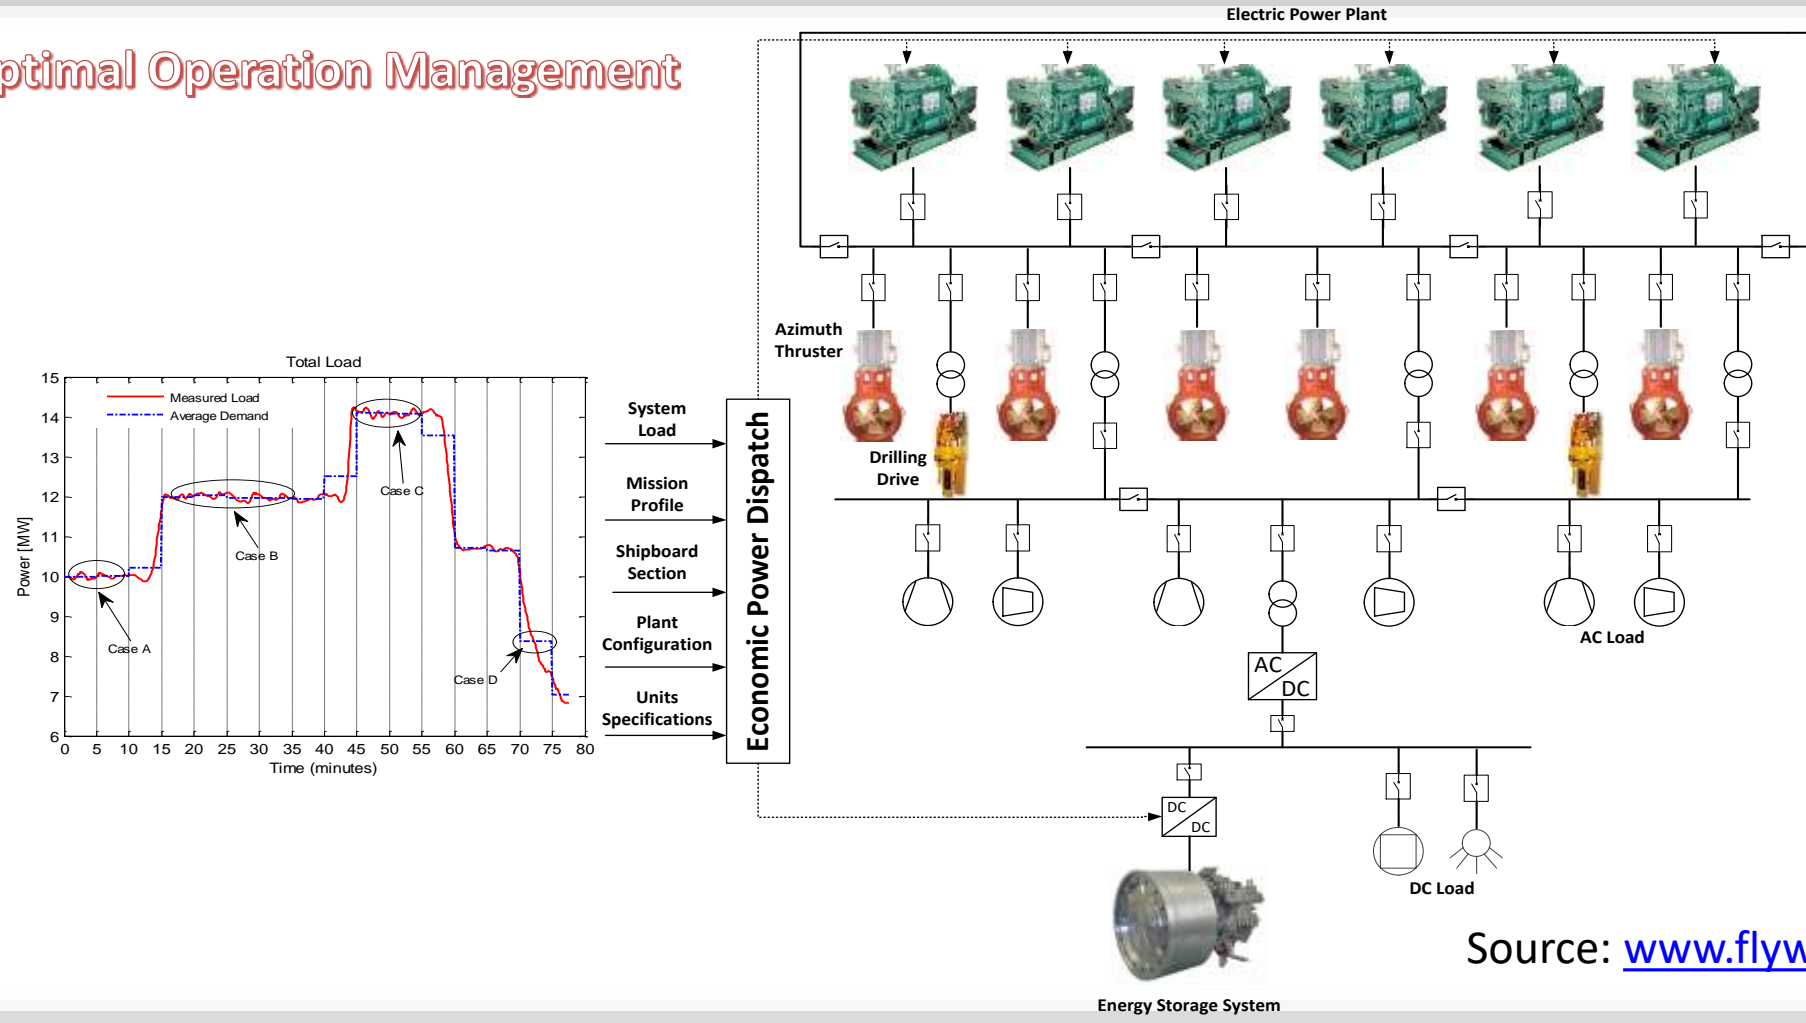 Electric Power Plant
ptimal Operation Management
Total Load
Measured Load
Average Demand
15
14
13
12
11
10
9
8
7
6
Power [MW]
0 5 10 15 20 25 30 35 40 45 50 55 60 65 70 75 80
Time (minutes)
Case A
Case B
Case C
Case D
System
Load
Mission
Profile
Shipboard
Section
Plant
Configuration
Units
Specifications
Economic Power Dispatch
Azimuth
Thruster
Drilling
Drive
AC Load
AC
DC
DC
DC
DC Load
Energy Storage System
Source: www.flyw